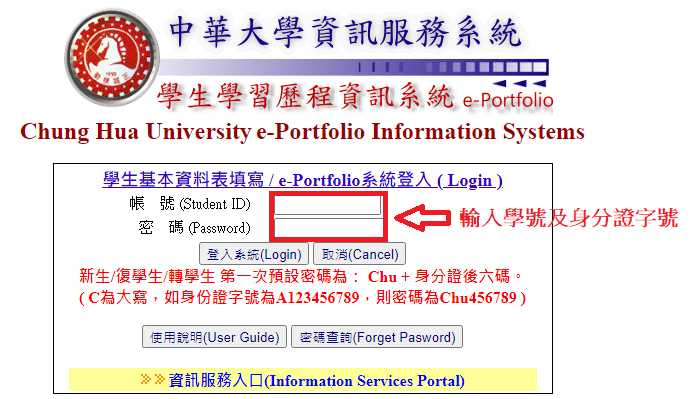 中華大學資訊服務系統
學生學習歷程資訊系統 e-Portfolio
Chung Hua University e-Portfolio Information Systems
學生基本資料表填寫 / e-Portfolio系統登入 ( Login )
帳 號 (Student ID)
密 碼 (Password)
輸入學號及身分證字號
登入系統(Login) 取消(Cancel)
新生/復學生/轉學生 第一次預設密碼為： Chu + 身分證後六碼。
( C為大寫，如身份證字號為A123456789，則密碼為Chu456789 )
使用說明(User Guide) 密碼查詢(Forget Password)
資訊服務入口(Information Services Portal)